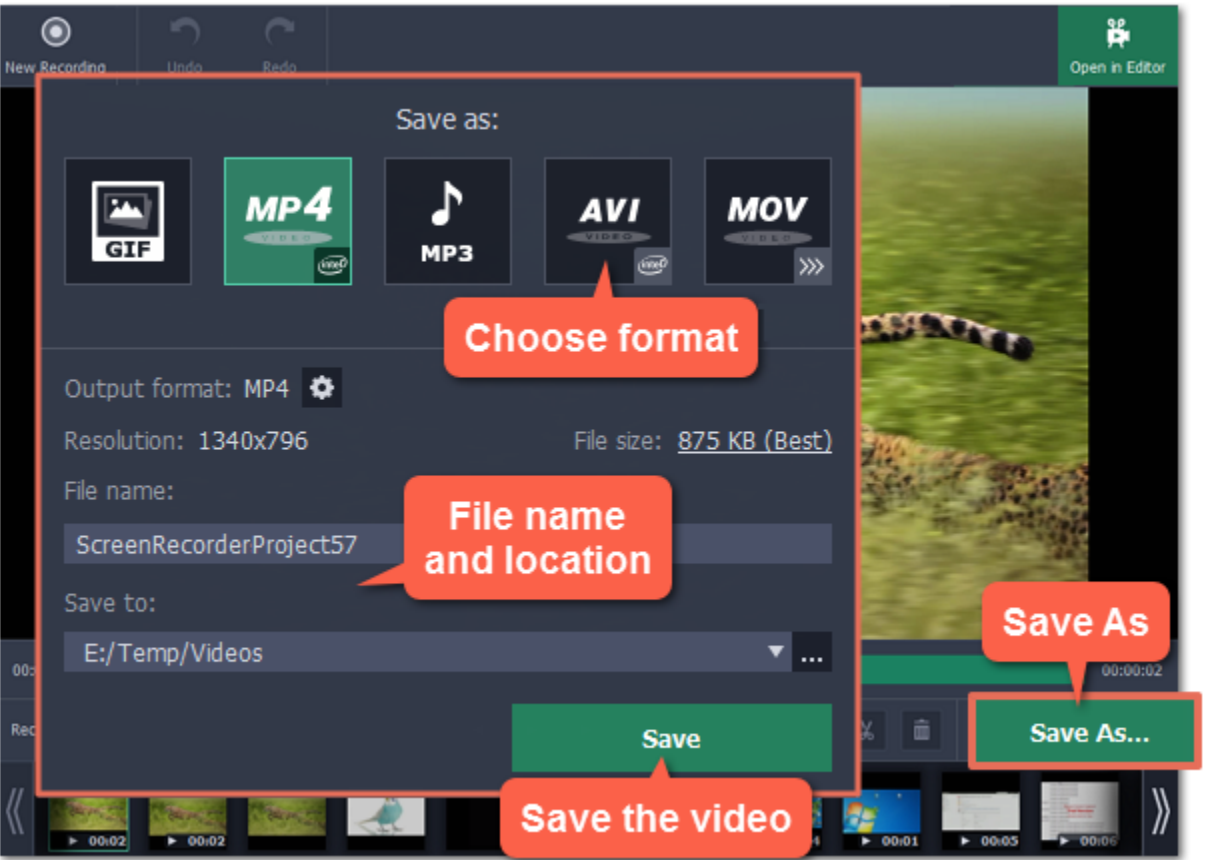 New Recording
Undo
Redo
Open in Editor
Save as:
GIF
MP4
VIDEO
intel
MP3
AVI
VIDEO
intel
MOV
VIDEO
Choose format
Output format: MP4
Resolution: 1340x796
File size: 875 KB (Best)
File name:
ScreenRecorderProject57
File name
and location
Save to:
E:/Temp/Videos
...
Save As
00:00:02
Save
Save As...
Save the video
00:02
00:02
00:01
00:05
00:06